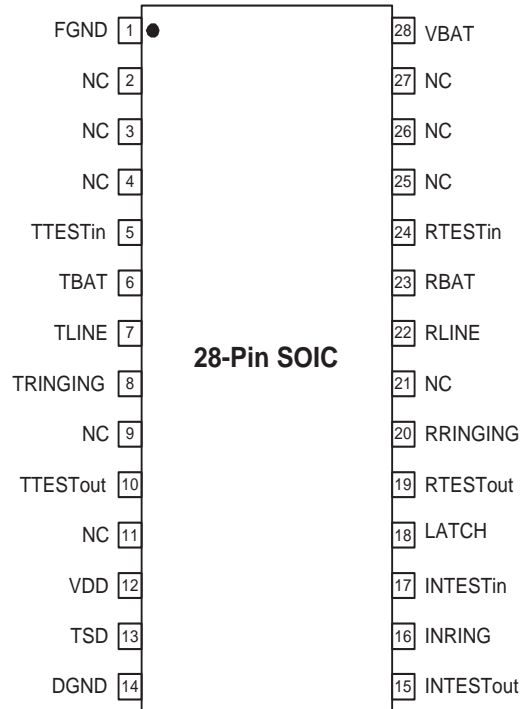 FGND 1 28 VBAT
NC 2 27 NC
NC 3 26 NC
NC 4 25 NC
TTESTin 5 24 RTESTin
TBAT 6 23 RBAT
TLINE 7 22 RLINE
28-Pin SOIC
TRINGING 8 21 NC
NC 9 20 RRINGING
TTESTout 10 19 RTESTout
NC 11 18 LATCH
VDD 12 17 INTESTin
TSD 13 16 INRING
DGND 14 15 INTESTout